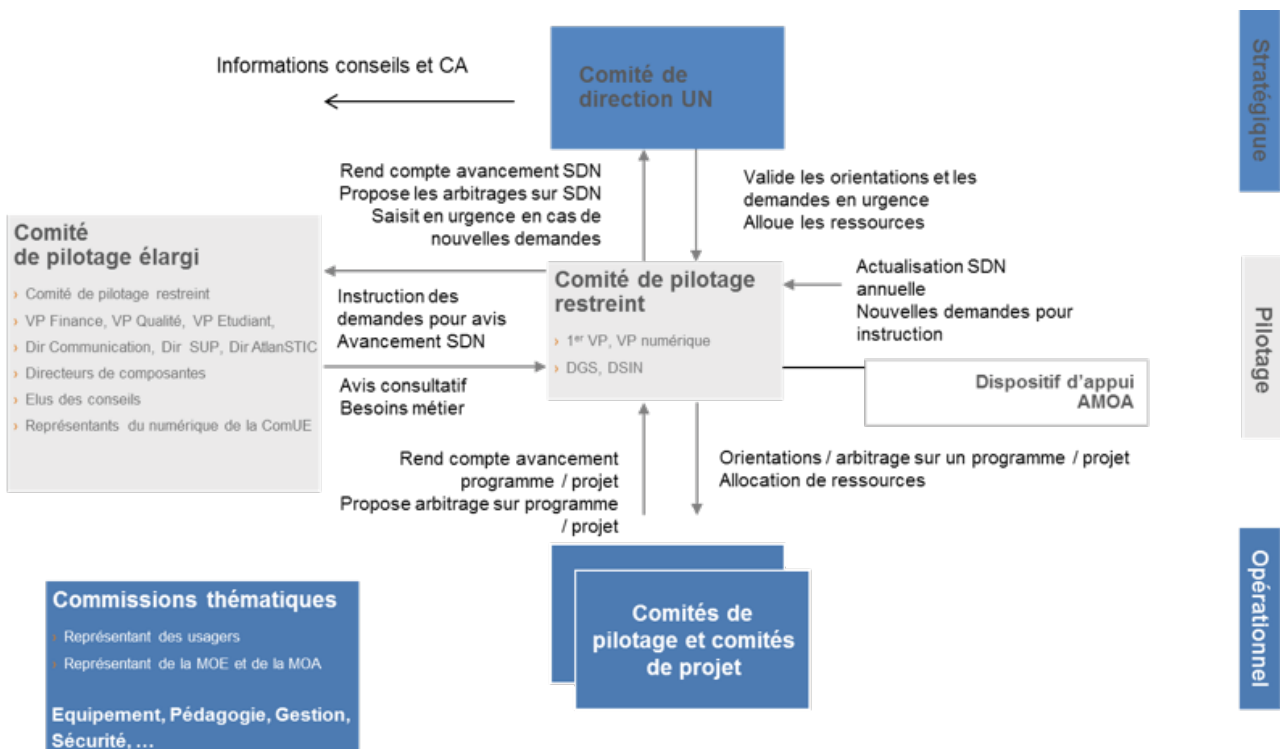 Informations conseils et CA
Comité de
direction UN
Stratégique
Rend compte avancement SDN
Propose les arbitrages sur SDN
Saisit en urgence en cas de
nouvelles demandes
Valide les orientations et les
demandes en urgence
Alloue les ressources
Comité
de pilotage élargi
› Comité de pilotage restreint
› VP Finance, VP Qualité, VP Etudiant,
› Dir Communication, Dir SUP, Dir AtlanSTIC
› Directeurs de composantes
› Elus des conseils
› Représentants du numérique de la ComUE
Instruction des
demandes pour avis
Avancement SDN
Avis consultatif
Besoins métier
Comité de pilotage
restreint
› 1er VP, VP numérique
› DGS, DSIN
Actualisation SDN
annuelle
Nouvelles demandes pour
instruction
Dispositif d'appui
AMOA
Pilotage
Rend compte avancement
programme / projet
Propose arbitrage sur programme
/ projet
Orientations / arbitrage sur un programme / projet
Allocation de ressources
Commissions thématiques
› Représentant des usagers
› Représentant de la MOE et de la MOA
Equipement, Pédagogie, Gestion,
Sécurité, ...
Comités de
pilotage et comités
de projet
Opérationnel